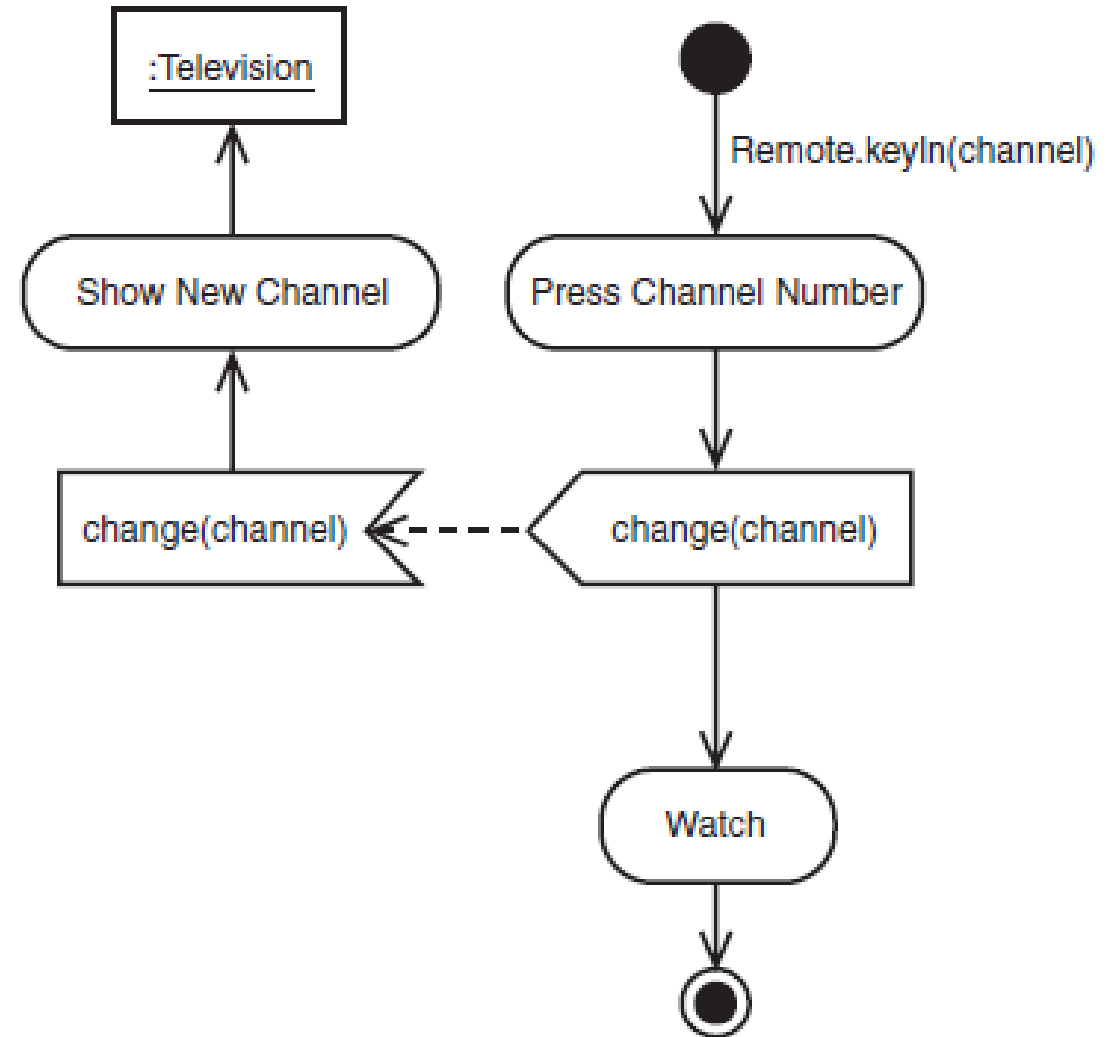 :Television
Remote.keyIn(channel)
Show New Channel
Press Channel Number
change(channel)
change(channel)
Watch